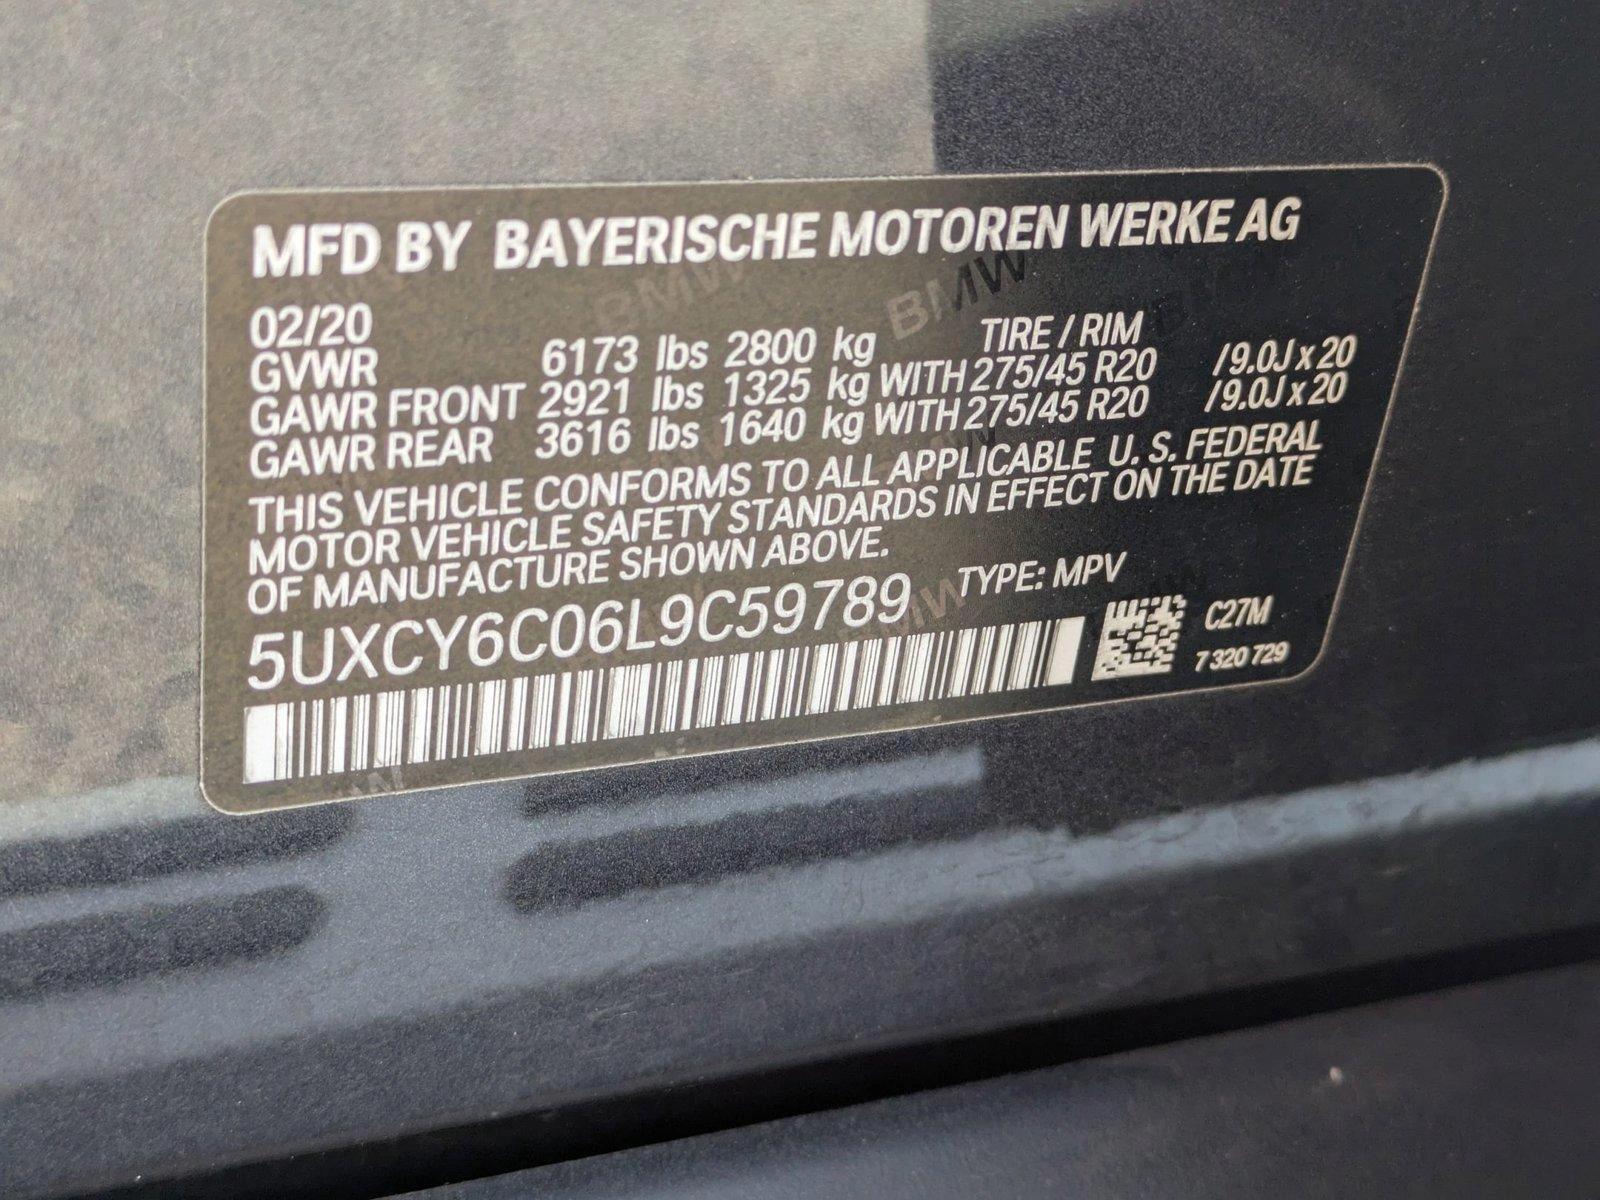 MFD BY BAYERISCHE MOTOREN WERKE AG
02/20 TIRE / RIM
GVWR 6173 lbs 2800 kg
GAWR FRONT 2921 lbs 1325 kg WITH 275/45 R20 /9.0J x 20
GAWR REAR 3616 lbs 1640 kg WITH 275/45 R20 /9.0J x 20
THIS VEHICLE CONFORMS TO ALL APPLICABLE U. S. FEDERAL
MOTOR VEHICLE SAFETY STANDARDS IN EFFECT ON THE DATE
OF MANUFACTURE SHOWN ABOVE.
5UXCY6C06L9C59789 TYPE: MPV
C27M
7 320 729